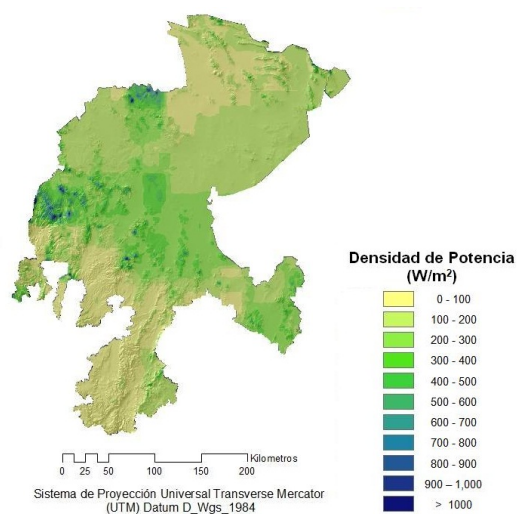 Densidad de Potencia
(W/m²)
0 - 100
100 - 200
200 - 300
300 - 400
400 - 500
500 - 600
600 - 700
700 - 800
800 - 900
900 – 1,000
> 1000
Kilometros
0 25 50 100 150 200
Sistema de Proyección Universal Transverse Mercator
(UTM) Datum D_Wgs_1984